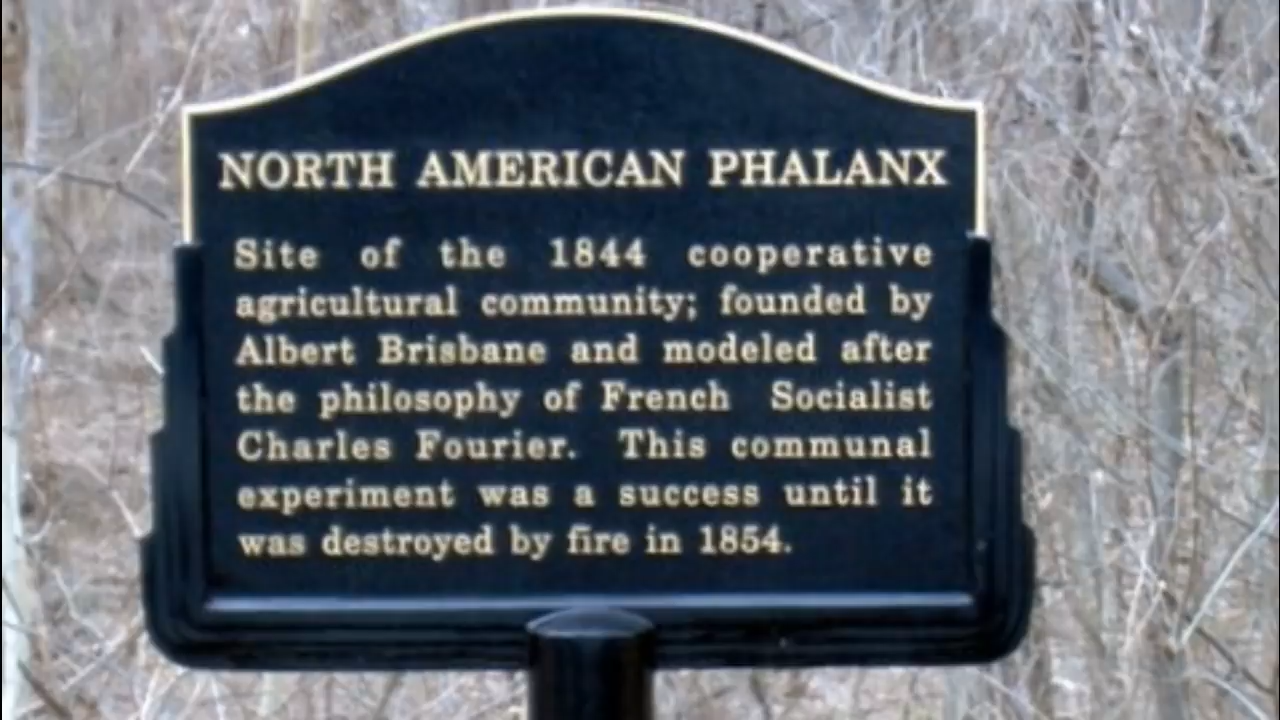 NORTH AMERICAN PHALANX
Site of the 1844 cooperative
agricultural community; founded by
Albert Brisbane and modeled after
the philosophy of French Socialist
Charles Fourier. This communal
experiment was a success until it
was destroyed by fire in 1854.